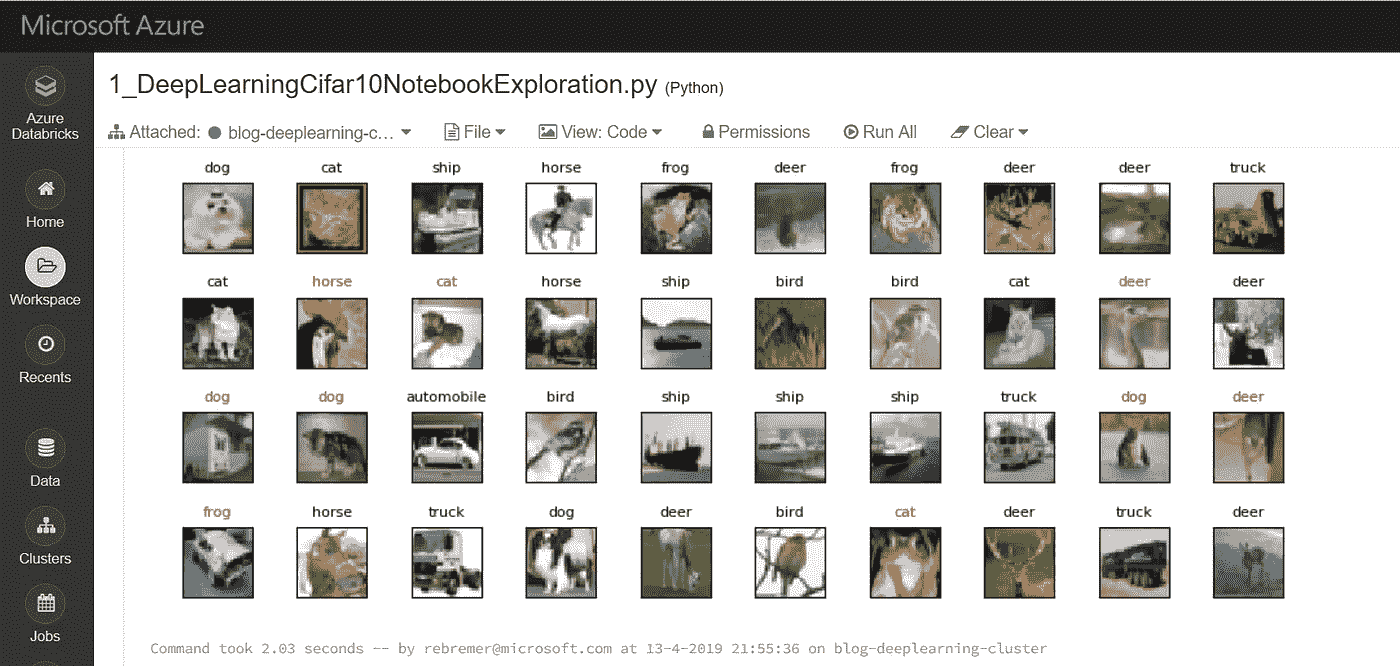 Microsoft Azure
Azure
Databricks
Home
Workspace
Recents
Data
Clusters
Jobs
1_DeepLearningCifar10NotebookExploration.py (Python)
Attached: blog-deeplearning-c... File View: Code Permissions Run All Clear
dog cat ship horse frog deer frog deer deer truck
cat horse cat horse ship bird bird cat deer deer
dog dog automobile bird ship ship ship truck dog deer
frog horse truck dog deer bird cat deer truck deer
Command took 2.03 seconds -- by rebremer@microsoft.com at 13-4-2019 21:55:36 on blog-deeplearning-cluster